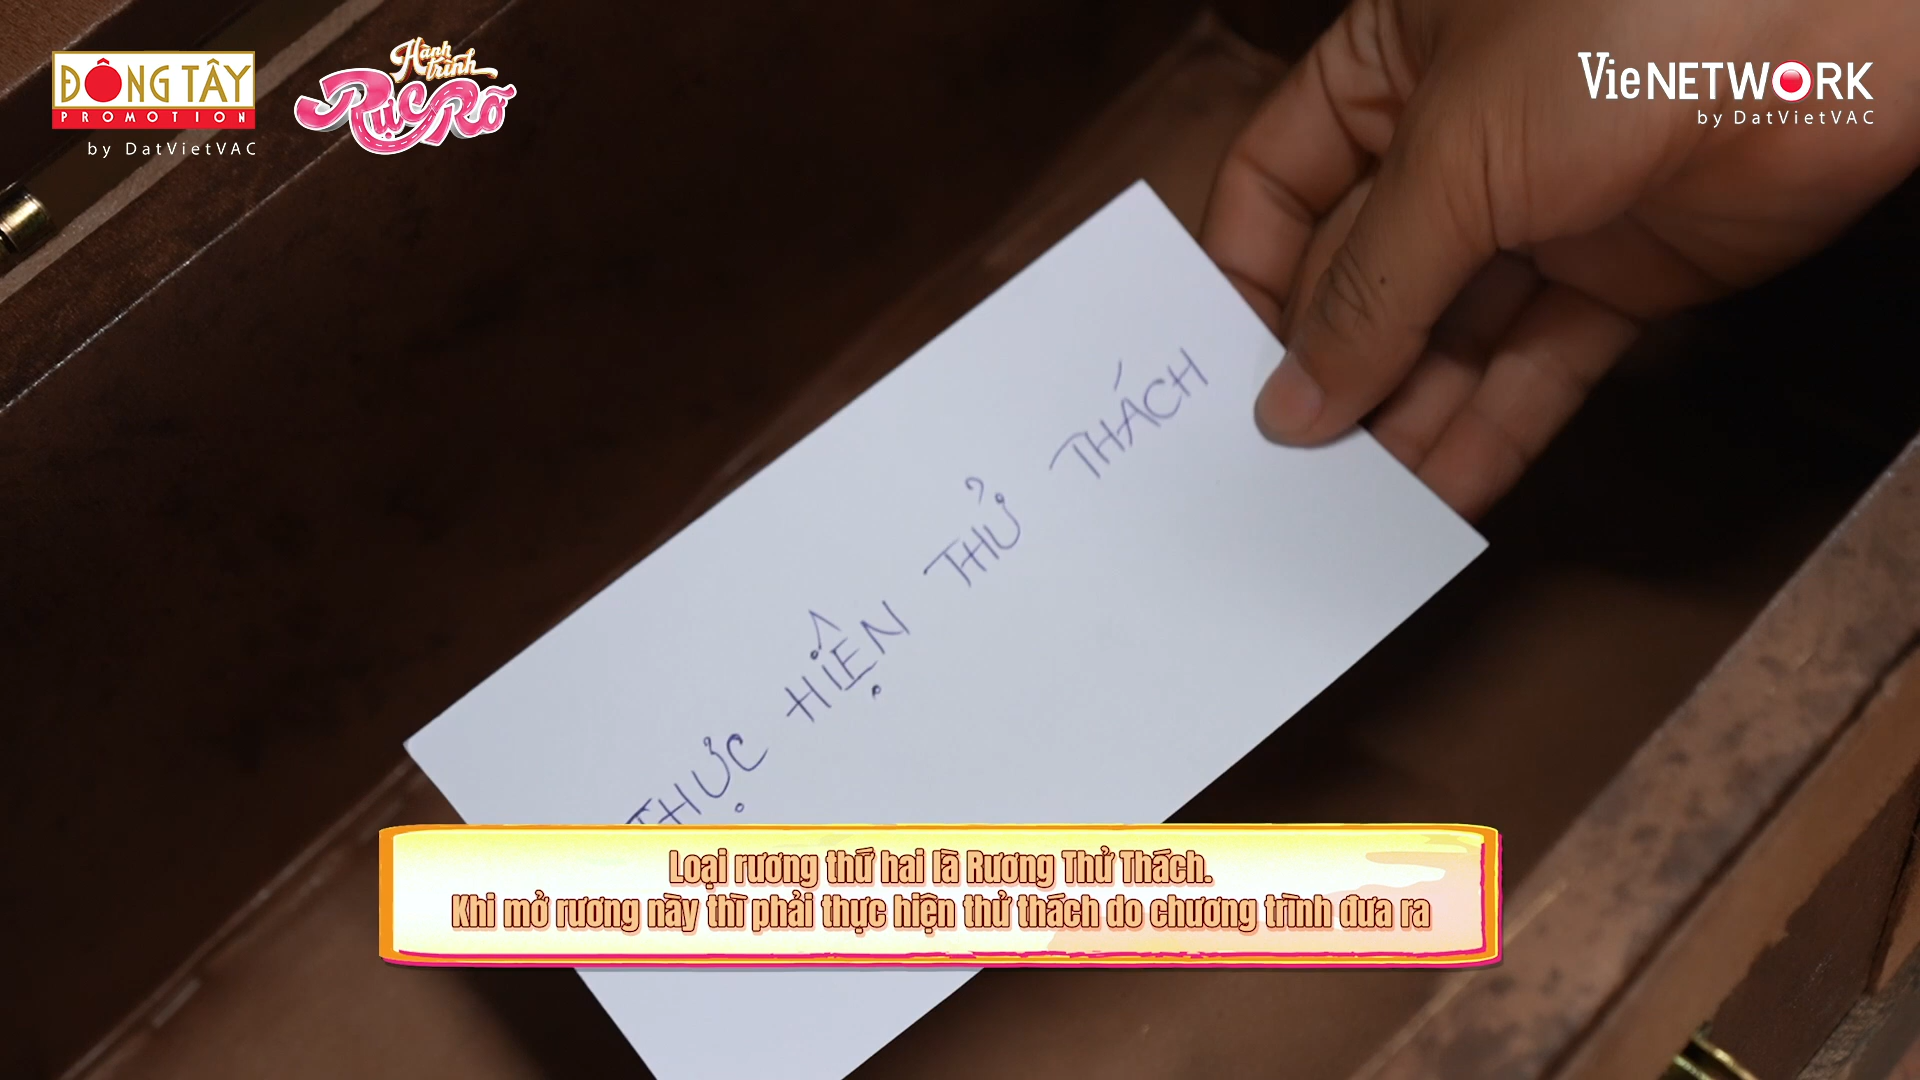 ĐÔNG TÂY
PROMOTION
by DatVietVAC
Hành trình
Rực Rỡ
VieNETWORK
by DatVietVAC
THỰC HIỆN THỬ THÁCH
Loại rương thứ hai là Rương Thử Thách.
Khi mở rương này thì phải thực hiện thử thách do chương trình đưa ra